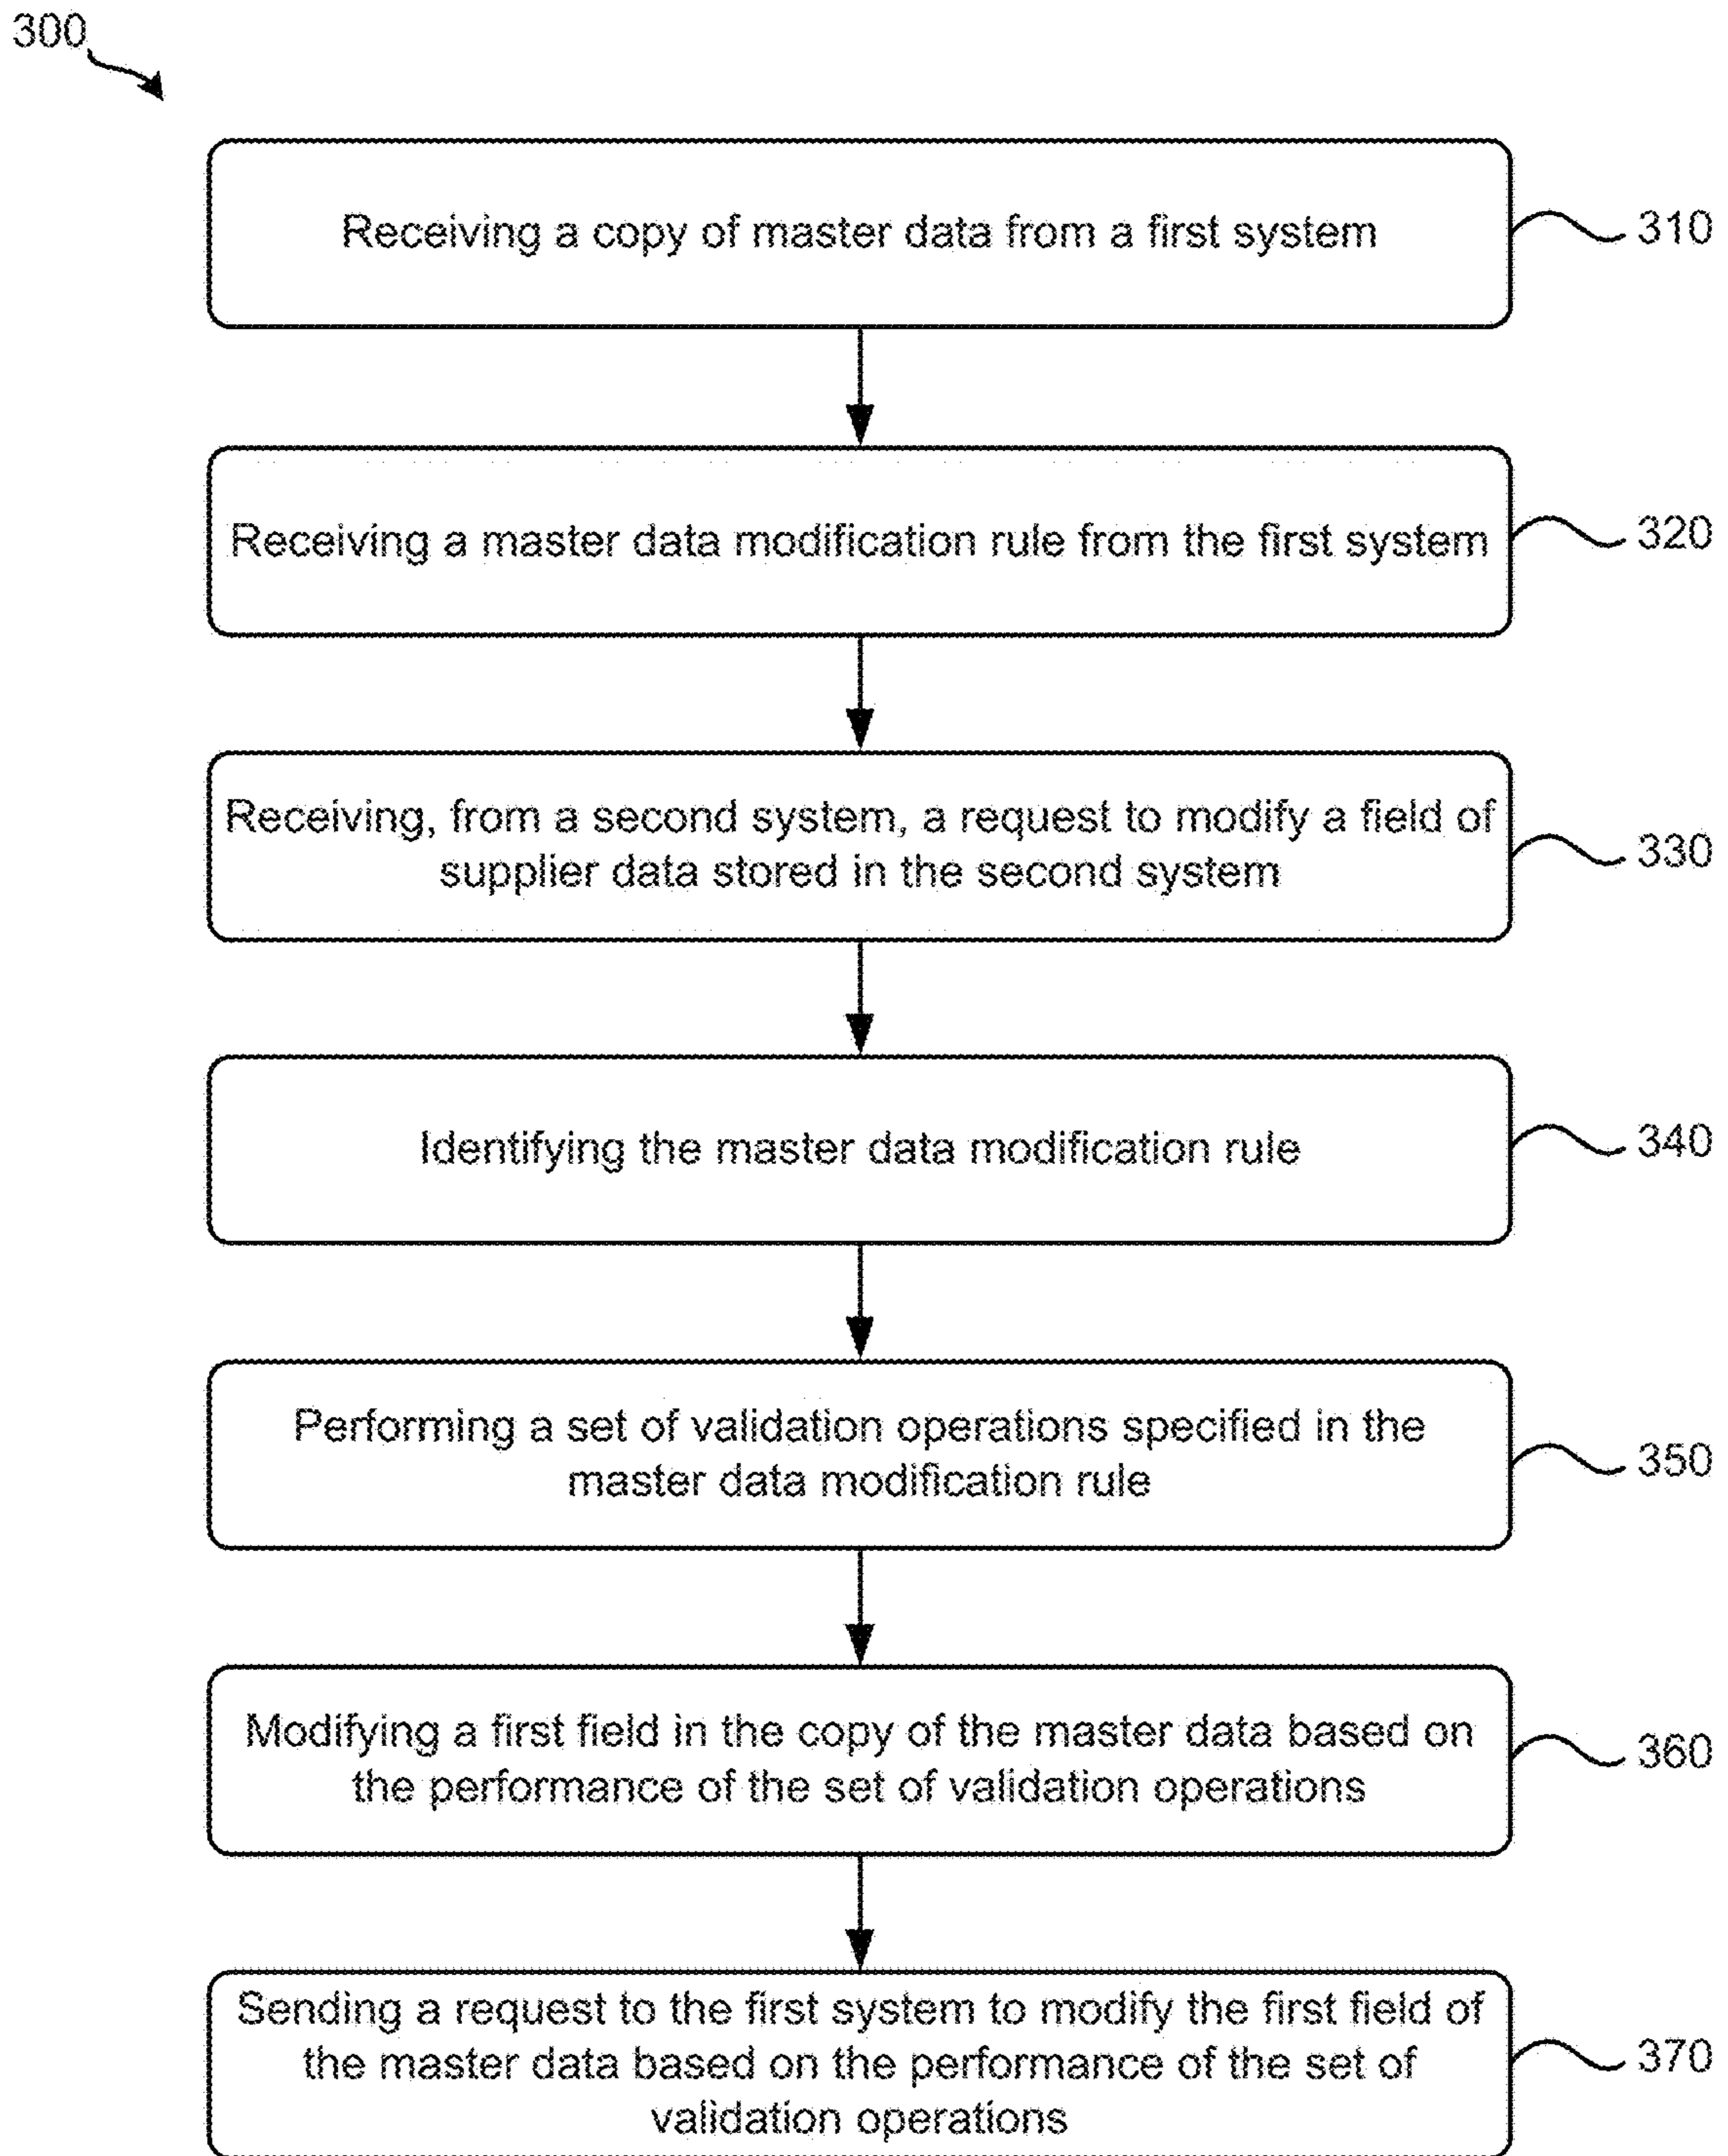 300
Receiving a copy of master data from a first system
310
Receiving a master data modification rule from the first system
320
Receiving, from a second system, a request to modify a field of
supplier data stored in the second system
330
Identifying the master data modification rule
340
Performing a set of validation operations specified in the
master data modification rule
350
Modifying a first field in the copy of the master data based on
the performance of the set of validation operations
360
Sending a request to the first system to modify the first field of
the master data based on the performance of the set of
validation operations
370